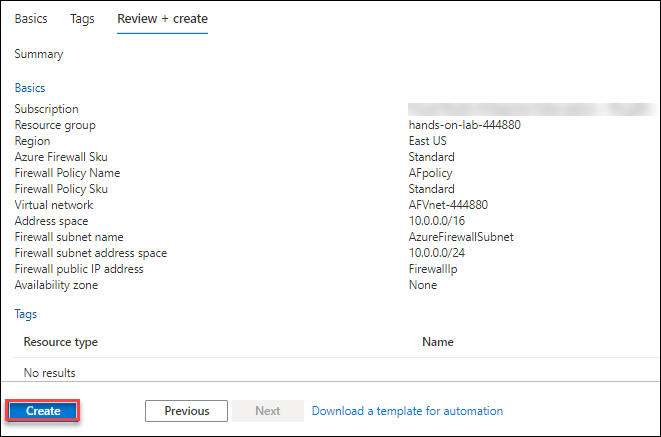 Basics Tags Review + create
Summary
Basics
Subscription
Resource group hands-on-lab-444880
Region East US
Azure Firewall Sku Standard
Firewall Policy Name AFpolicy
Firewall Policy Sku Standard
Virtual network AFVnet-444880
Address space 10.0.0.0/16
Firewall subnet name AzureFirewallSubnet
Firewall subnet address space 10.0.0.0/24
Firewall public IP address FirewallIp
Availability zone None
Tags
Resource type Name
No results
Create Previous Next Download a template for automation